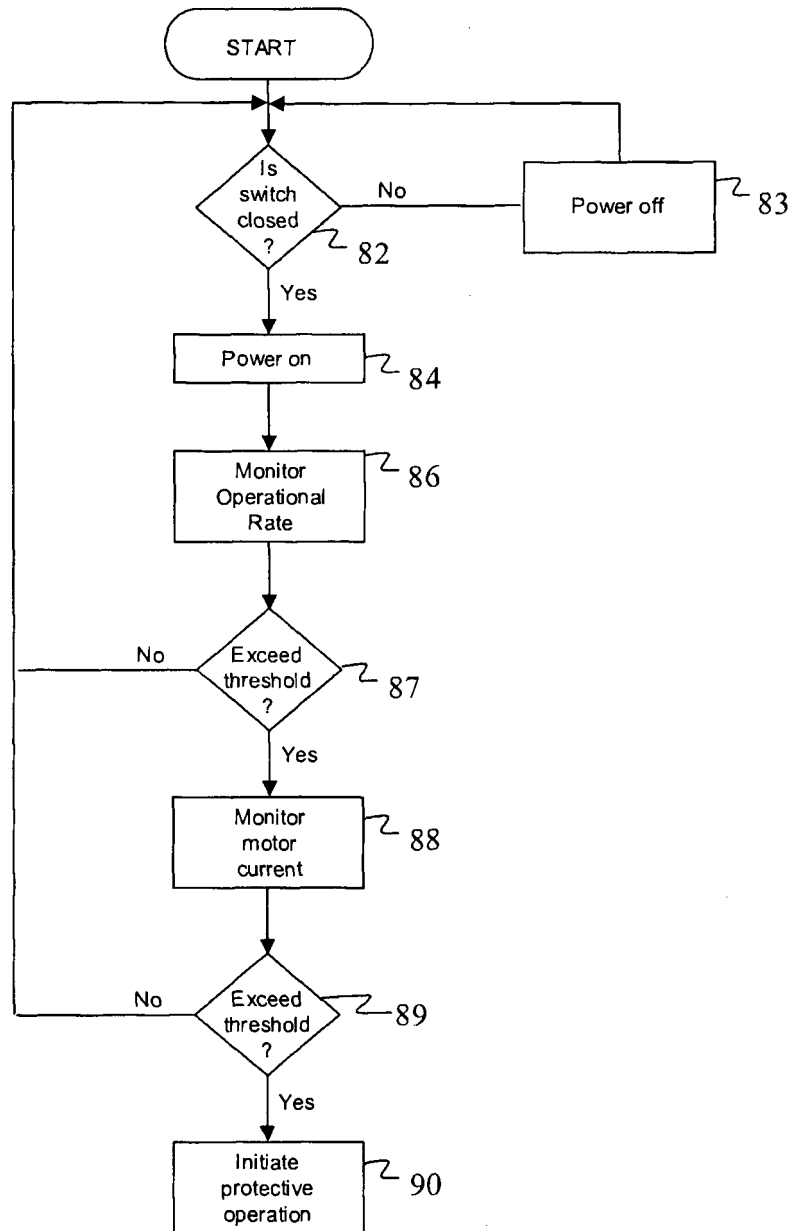 START
Is
switch
closed
?
82
No
Power off
83
Yes
Power on
84
Monitor
Operational
Rate
86
No
Exceed
threshold
?
87
Yes
Monitor
motor
current
88
No
Exceed
threshold
?
89
Yes
Initiate
protective
operation
90